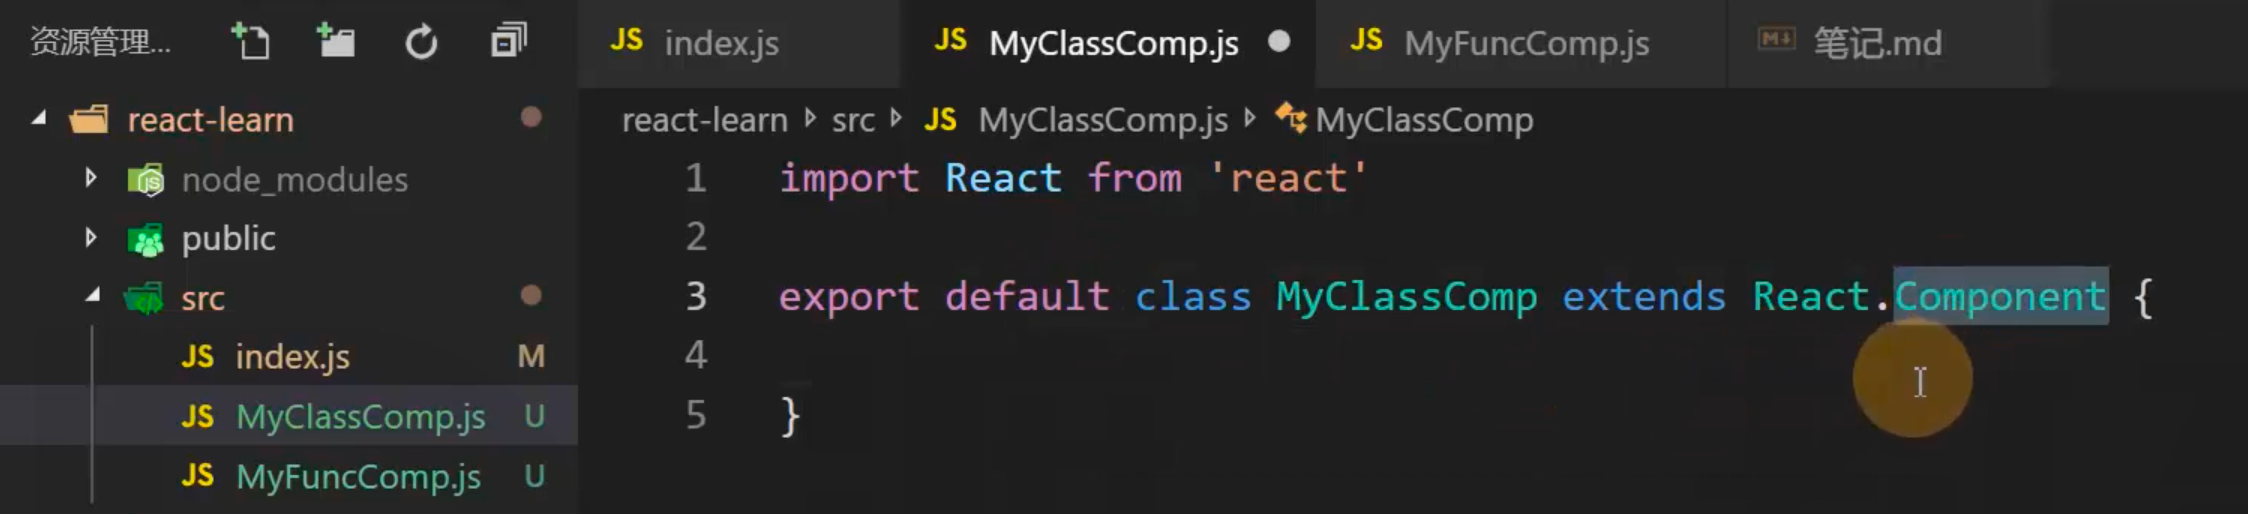 资源管理...
react-learn
node_modules
public
src
JS index.js M
JS MyClassComp.js U
JS MyFuncComp.js U
JS index.js JS MyClassComp.js JS MyFuncComp.js M↓ 笔记.md
react-learn src JS MyClassComp.js MyClassComp
1 import React from 'react'
2
3 export default class MyClassComp extends React.Component {
4
5 }